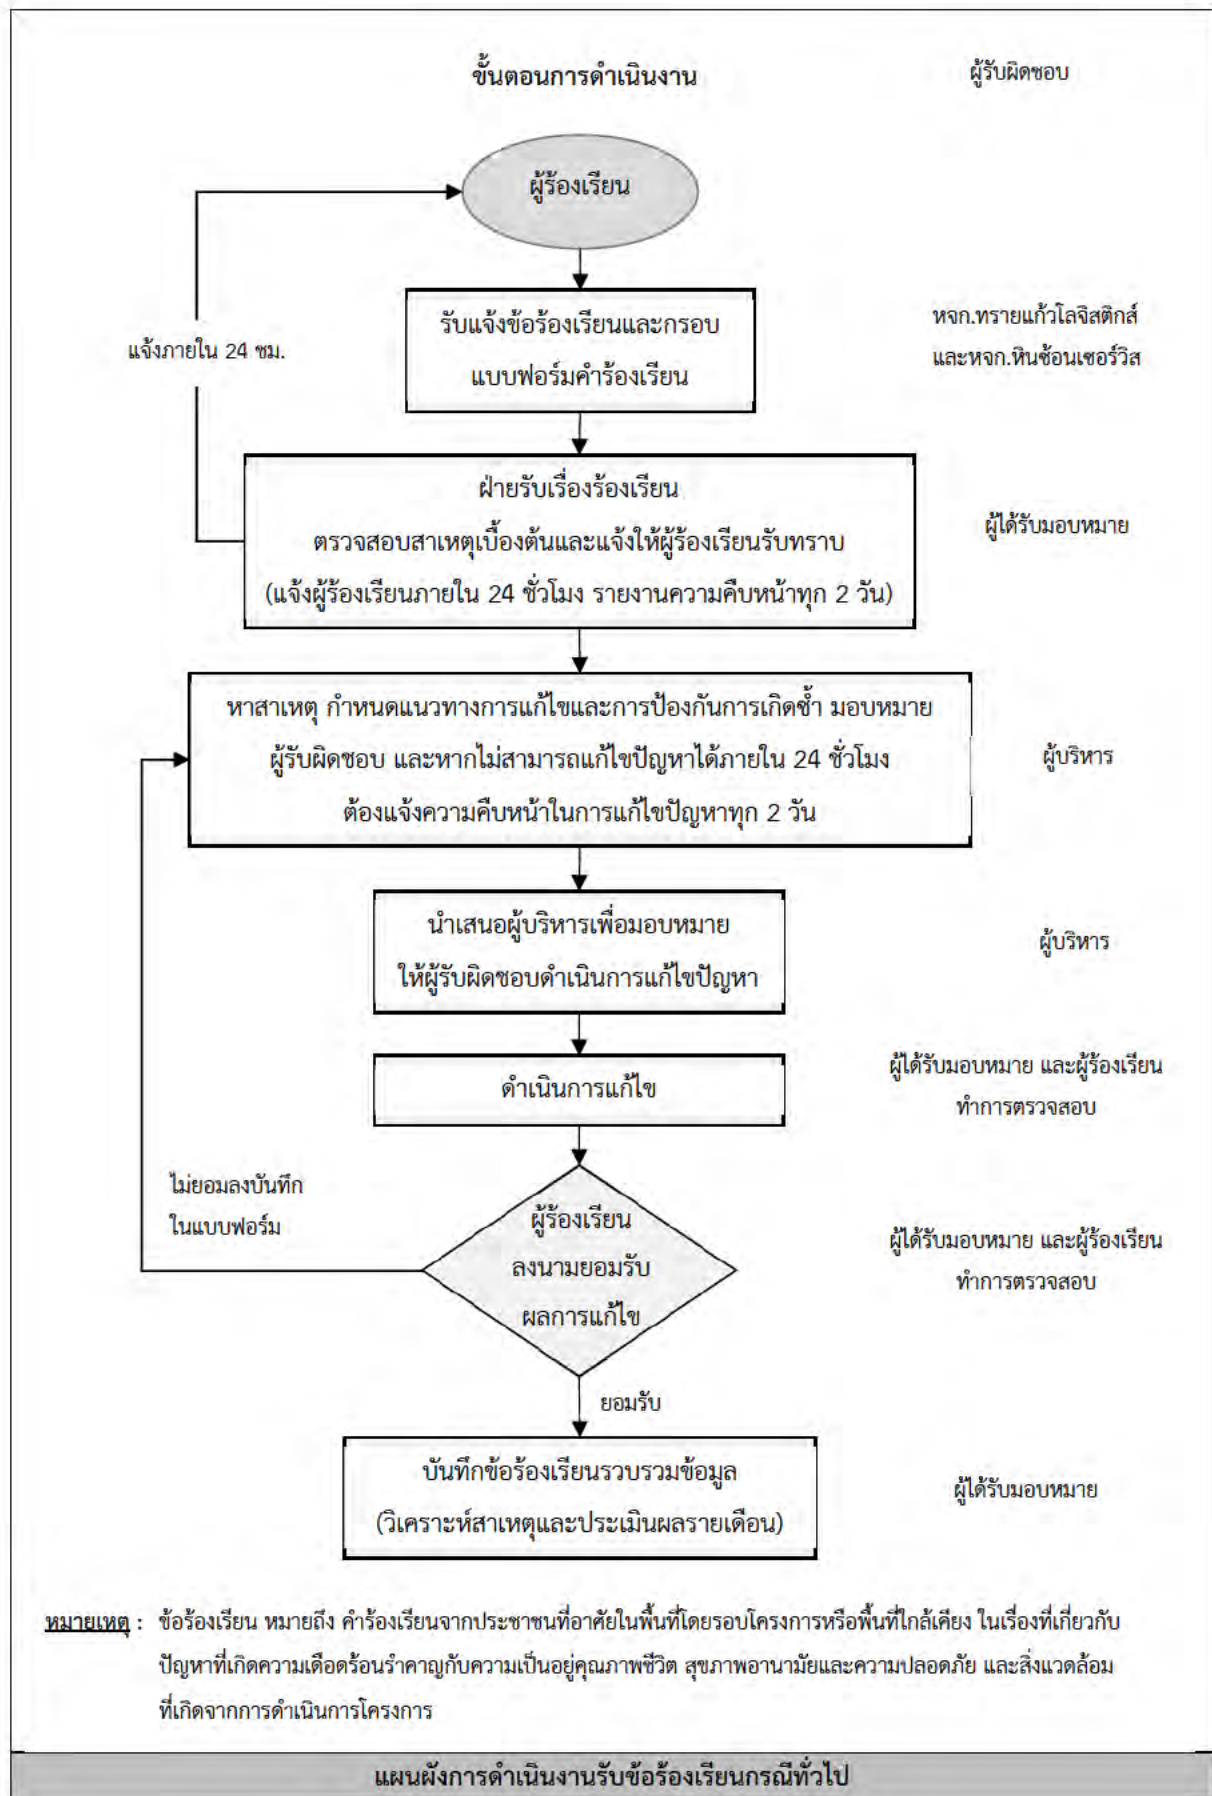 ขั้นตอนการดำเนินงาน
ผู้รับผิดชอบ
ผู้ร้องเรียน
รับแจ้งข้อร้องเรียนและกรอบ
แบบฟอร์มคำร้องเรียน
หจก.ทรายแก้วโลจิสติกส์
และหจก.หินซ้อนเซอร์วิส
แจ้งภายใน 24 ชม.
ฝ่ายรับเรื่องร้องเรียน
ตรวจสอบสาเหตุเบื้องต้นและแจ้งให้ผู้ร้องเรียนรับทราบ
(แจ้งผู้ร้องเรียนภายใน 24 ชั่วโมง รายงานความคืบหน้าทุก 2 วัน)
ผู้ได้รับมอบหมาย
หาสาเหตุ กำหนดแนวทางการแก้ไขและการป้องกันการเกิดซ้ำ มอบหมาย
ผู้รับผิดชอบ และหากไม่สามารถแก้ไขปัญหาได้ภายใน 24 ชั่วโมง
ต้องแจ้งความคืบหน้าในการแก้ไขปัญหาทุก 2 วัน
ผู้บริหาร
นำเสนอผู้บริหารเพื่อมอบหมาย
ให้ผู้รับผิดชอบดำเนินการแก้ไขปัญหา
ผู้บริหาร
ดำเนินการแก้ไข
ผู้ได้รับมอบหมาย และผู้ร้องเรียน
ทำการตรวจสอบ
ไม่ยอมลงบันทึก
ในแบบฟอร์ม
ผู้ร้องเรียน
ลงนามยอมรับ
ผลการแก้ไข
ผู้ได้รับมอบหมาย และผู้ร้องเรียน
ทำการตรวจสอบ
ยอมรับ
บันทึกข้อร้องเรียนรวบรวมข้อมูล
(วิเคราะห์สาเหตุและประเมินผลรายเดือน)
ผู้ได้รับมอบหมาย
หมายเหตุ : ข้อร้องเรียน หมายถึง คำร้องเรียนจากประชาชนที่อาศัยในพื้นที่โดยรอบโครงการหรือพื้นที่ใกล้เคียง ในเรื่องที่เกี่ยวกับ
ปัญหาที่เกิดความเดือดร้อนรำคาญกับความเป็นอยู่คุณภาพชีวิต สุขภาพอานามัยและความปลอดภัย และสิ่งแวดล้อม
ที่เกิดจากการดำเนินการโครงการ
แผนผังการดำเนินงานรับข้อร้องเรียนกรณีทั่วไป